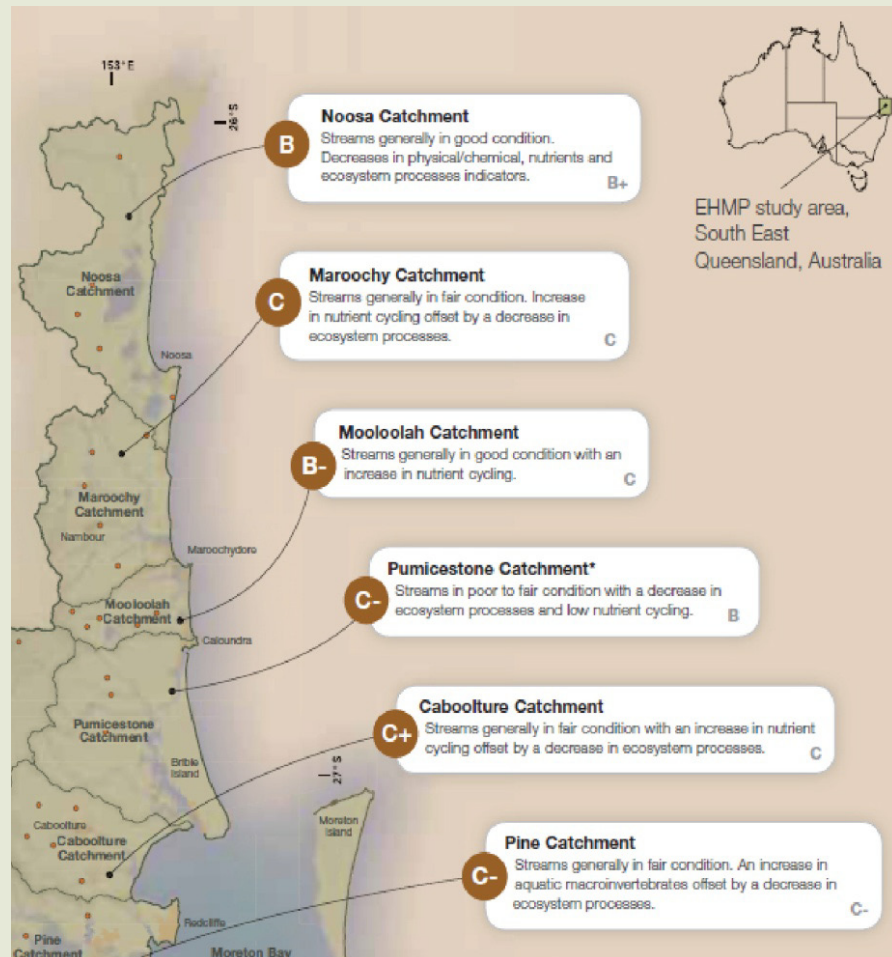 153°E
26°S
B
Noosa Catchment
Streams generally in good condition.
Decreases in physical/chemical, nutrients and
ecosystem processes indicators.
B+
EHMP study area,
South East
Queensland, Australia
C
Maroochy Catchment
Streams generally in fair condition. Increase
in nutrient cycling offset by a decrease in
ecosystem processes.
C
Noosa
Catchment
Noosa
B-
Mooloolah Catchment
Streams generally in good condition with an
increase in nutrient cycling.
C
Maroochy
Catchment
Nambour
Maroochydore
C-
Pumicestone Catchment*
Streams in poor to fair condition with a decrease in
ecosystem processes and low nutrient cycling.
B
Mooloolah
Catchment
Caloundra
C+
Caboolture Catchment
Streams generally in fair condition with an increase in nutrient
cycling offset by a decrease in ecosystem processes.
C
Pumicestone
Catchment
Bribie
Island
27°S
Moreton
Island
Caboolture
Caboolture
Catchment
C-
Pine Catchment
Streams generally in fair condition. An increase in
aquatic macroinvertebrates offset by a decrease in
ecosystem processes.
C-
Redcliffe
Pine
Catchment
Moreton Bay